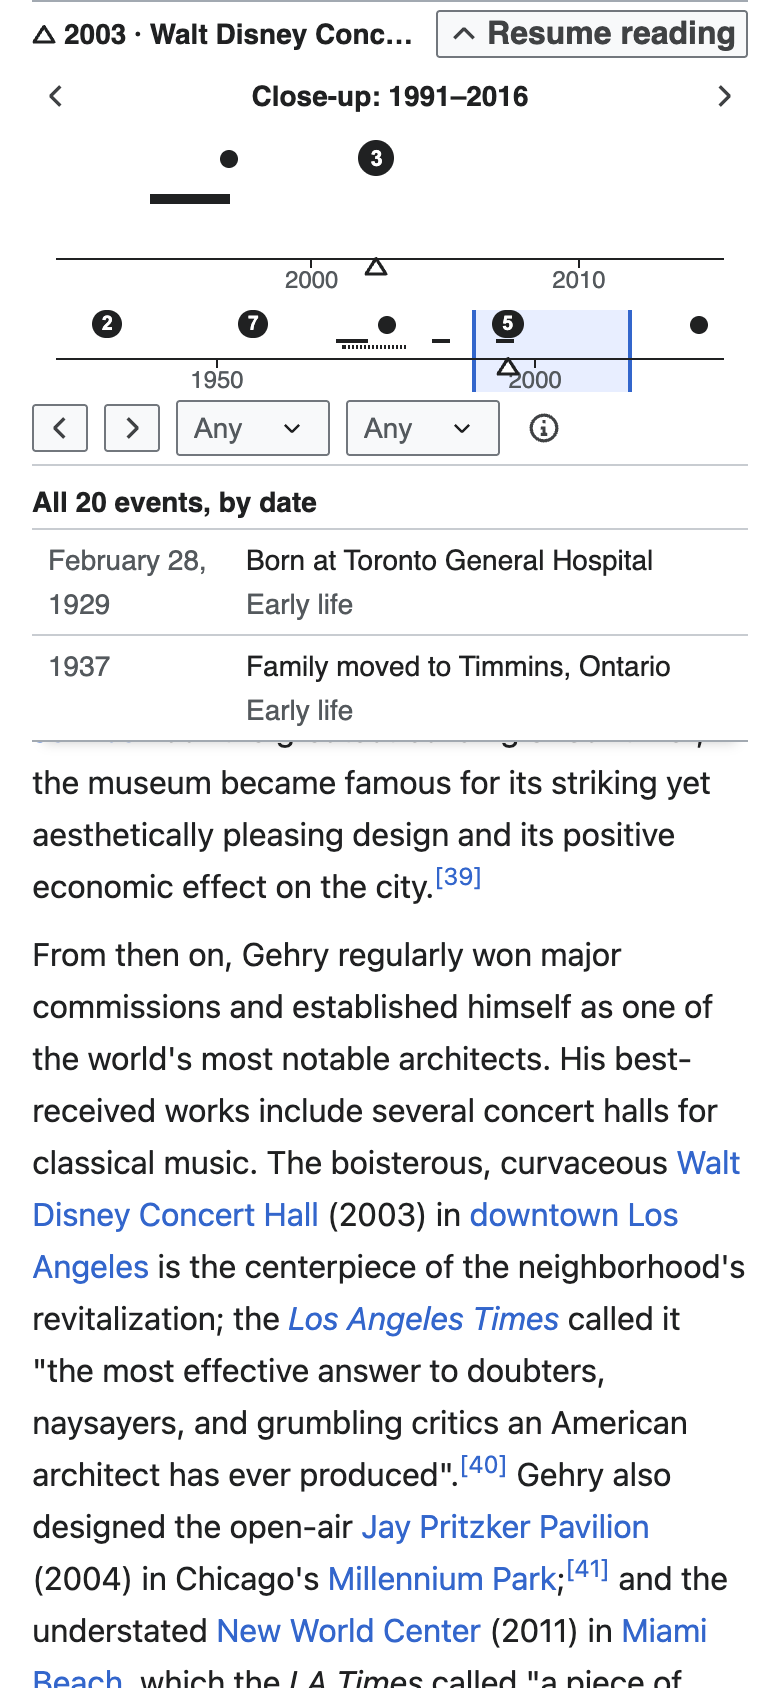 △ 2003 · Walt Disney Conc...
Resume reading
Close-up: 1991–2016
3
2000
2010
2
7
5
1950
2000
Any
Any
All 20 events, by date
February 28, 1929
Born at Toronto General Hospital
Early life
1937
Family moved to Timmins, Ontario
Early life
the museum became famous for its striking yet
aesthetically pleasing design and its positive
economic effect on the city.[39]
From then on, Gehry regularly won major
commissions and established himself as one of
the world's most notable architects. His best-
received works include several concert halls for
classical music. The boisterous, curvaceous Walt
Disney Concert Hall (2003) in downtown Los
Angeles is the centerpiece of the neighborhood's
revitalization; the Los Angeles Times called it
"the most effective answer to doubters,
naysayers, and grumbling critics an American
architect has ever produced".[40] Gehry also
designed the open-air Jay Pritzker Pavilion
(2004) in Chicago's Millennium Park;[41] and the
understated New World Center (2011) in Miami
Beach, which the LA Times called "a piece of